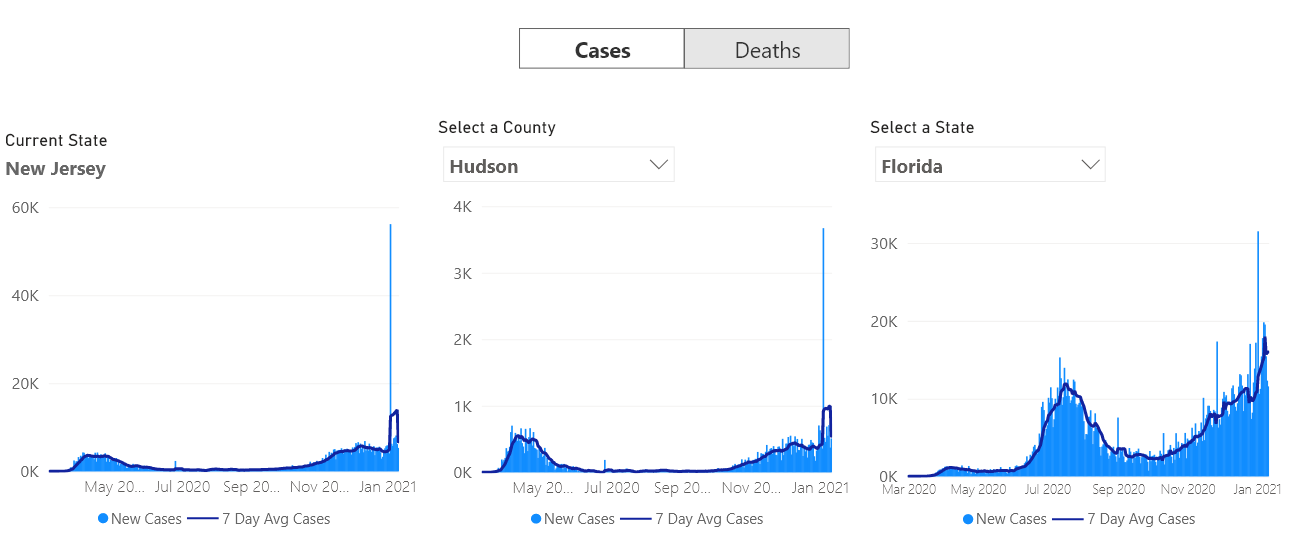 Cases Deaths
Current State
New Jersey
60K
40K
20K
0K
May 20... Jul 2020 Sep 20... Nov 20... Jan 2021
New Cases 7 Day Avg Cases
Select a County
Hudson
4K
3K
2K
1K
0K
May 20... Jul 2020 Sep 20... Nov 20... Jan 2021
New Cases 7 Day Avg Cases
Select a State
Florida
30K
20K
10K
0K
Mar 2020 May 2020 Jul 2020 Sep 2020 Nov 2020 Jan 2021
New Cases 7 Day Avg Cases